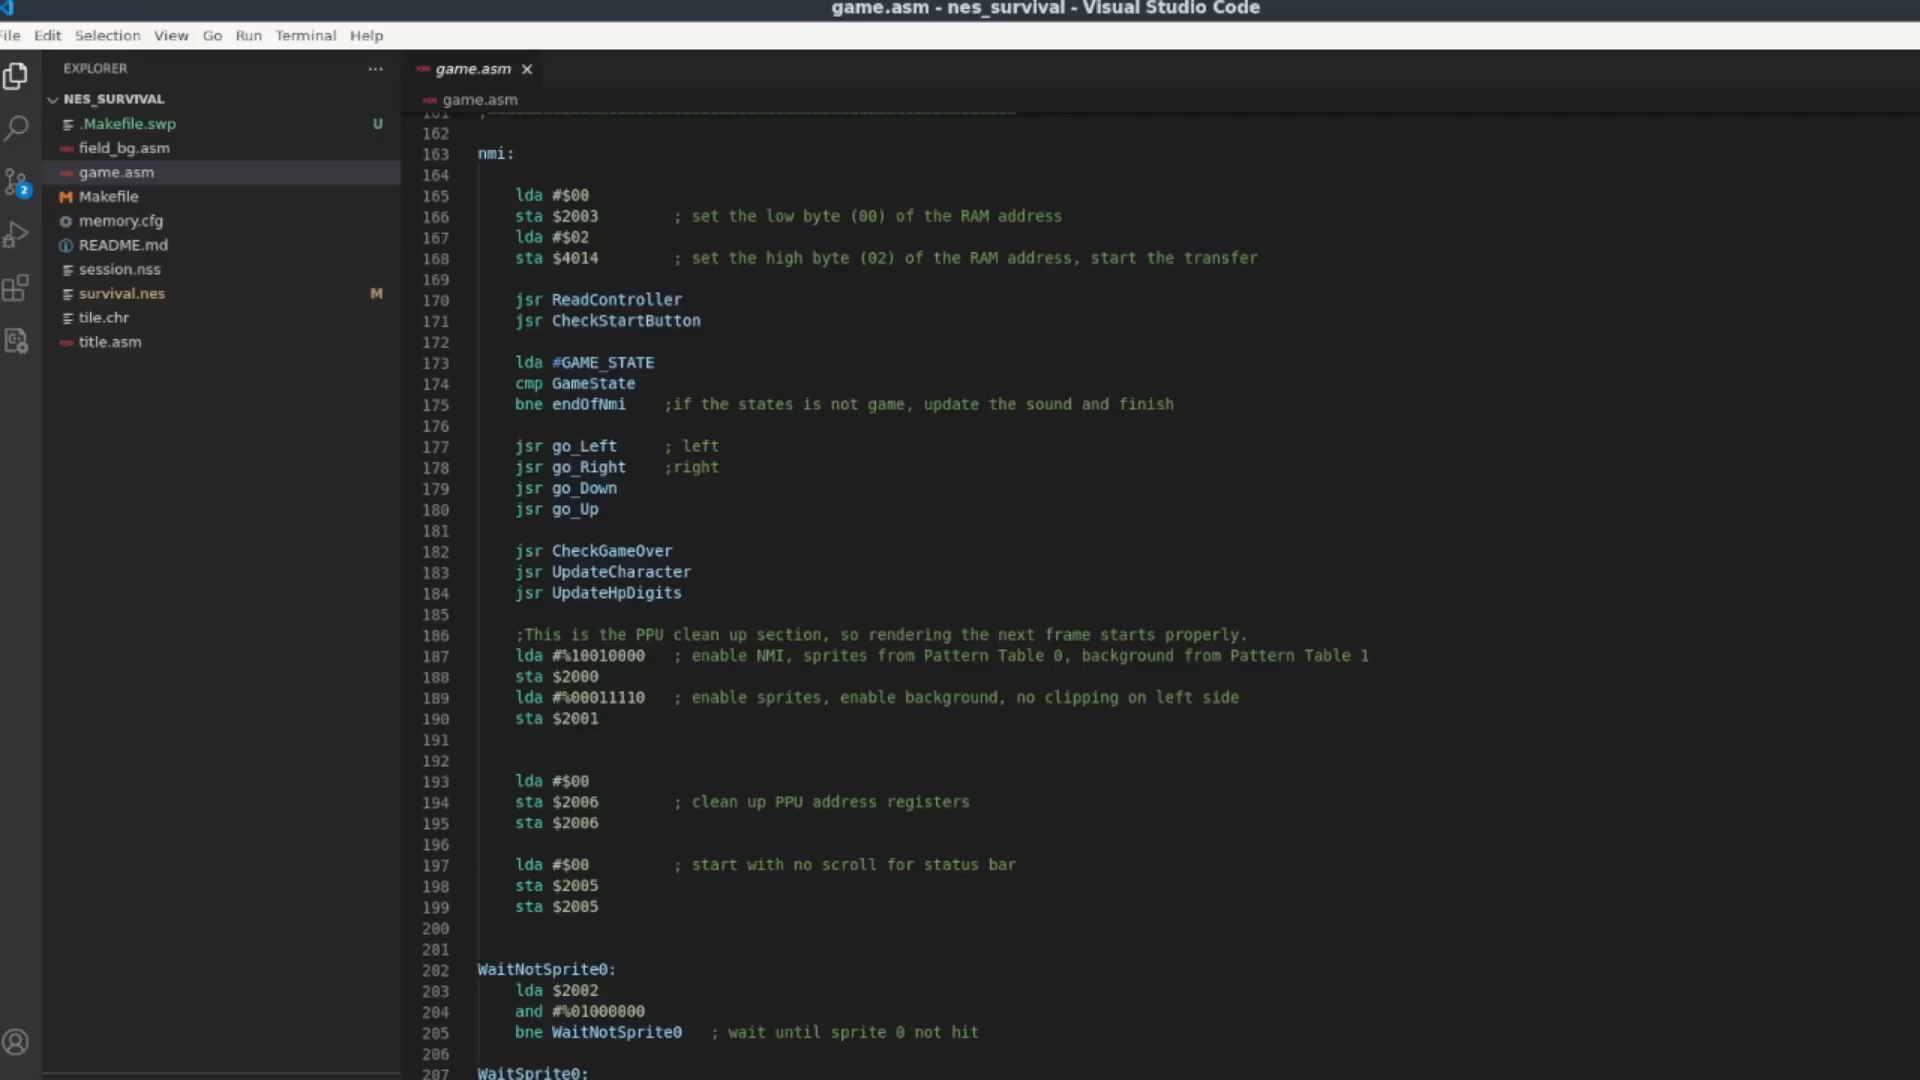 game.asm - nes_survival - Visual Studio Code
File Edit Selection View Go Run Terminal Help
EXPLORER
NES_SURVIVAL
.Makefile.swp U
field_bg.asm
game.asm
Makefile
memory.cfg
README.md
session.nss
survival.nes M
tile.chr
title.asm
2
game.asm
game.asm
161
162
163 nmi:
164
165 lda #$00
166 sta $2003 ; set the low byte (00) of the RAM address
167 lda #$02
168 sta $4014 ; set the high byte (02) of the RAM address, start the transfer
169
170 jsr ReadController
171 jsr CheckStartButton
172
173 lda #GAME_STATE
174 cmp GameState
175 bne endOfNmi ;if the states is not game, update the sound and finish
176
177 jsr go_Left ; left
178 jsr go_Right ;right
179 jsr go_Down
180 jsr go_Up
181
182 jsr CheckGameOver
183 jsr UpdateCharacter
184 jsr UpdateHpDigits
185
186 ;This is the PPU clean up section, so rendering the next frame starts properly.
187 lda #%10010000 ; enable NMI, sprites from Pattern Table 0, background from Pattern Table 1
188 sta $2000
189 lda #%00011110 ; enable sprites, enable background, no clipping on left side
190 sta $2001
191
192
193 lda #$00
194 sta $2006 ; clean up PPU address registers
195 sta $2006
196
197 lda #$00 ; start with no scroll for status bar
198 sta $2005
199 sta $2005
200
201
202 WaitNotSprite0:
203 lda $2002
204 and #%01000000
205 bne WaitNotSprite0 ; wait until sprite 0 not hit
206
207 WaitSprite0: